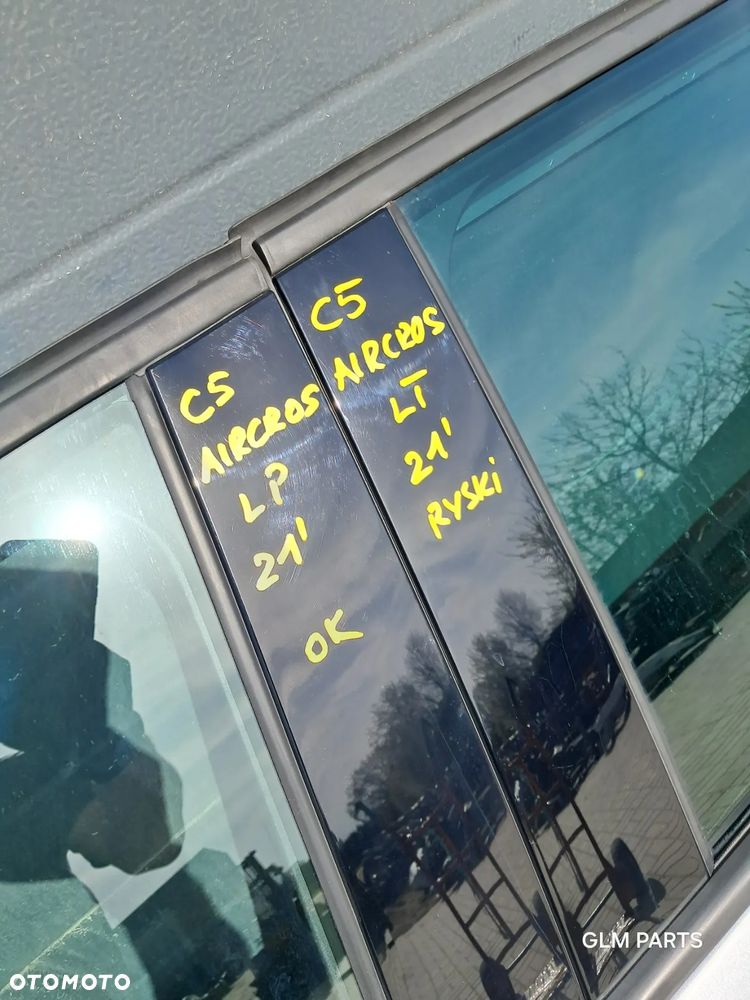 C5
AIRCROS
LP
21'
OK
C5
AIRCROS
LT
21'
RYSKI
GLM PARTS
OTOMOTO